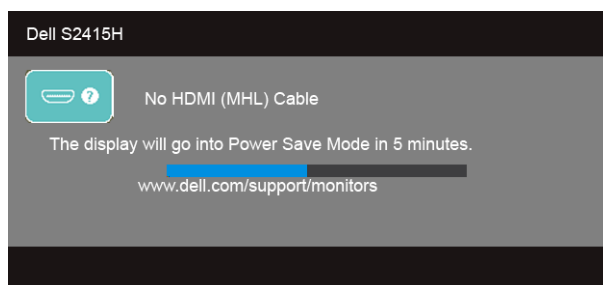 Dell S2415H
?
No HDMI (MHL) Cable
The display will go into Power Save Mode in 5 minutes.
www.dell.com/support/monitors